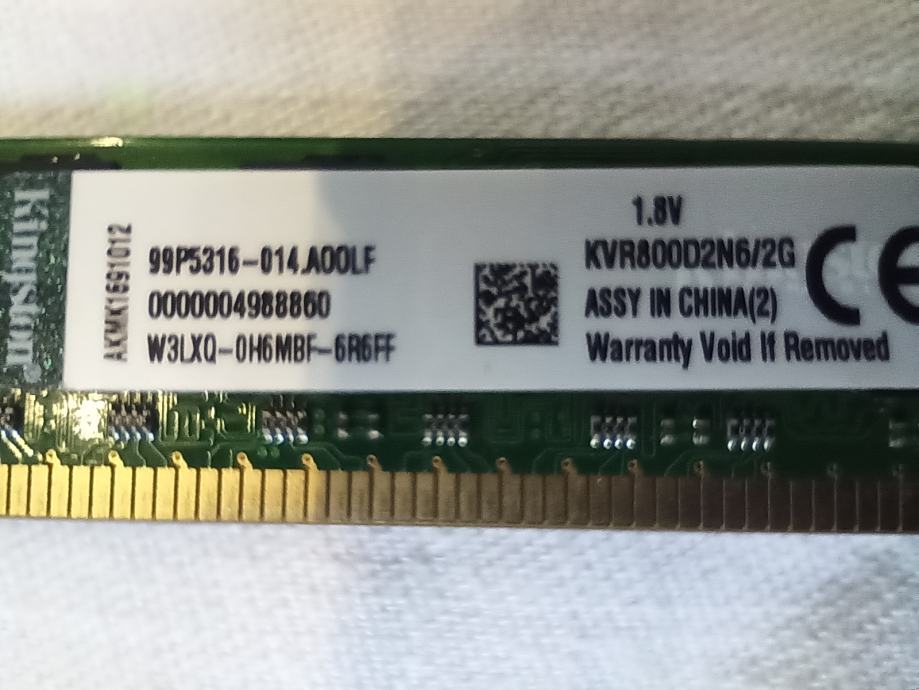 Kingston
AKMK1691012
99P5316-014.A00LF
0000004988860
W3LXQ-0H6MBF-6R6FF
1.8V
KVR800D2N6/2G
ASSY IN CHINA(2)
Warranty Void If Removed
CE